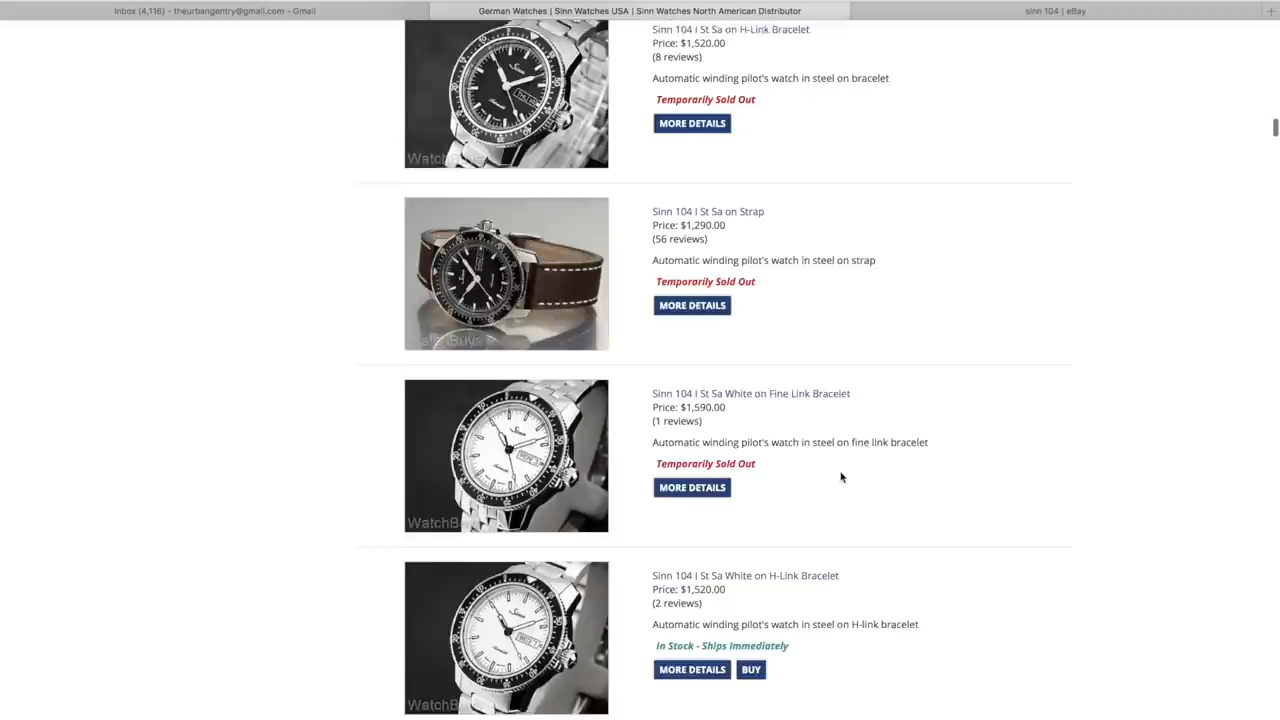 Inbox (4,116) - theurbangentry@gmail.com - Gmail
German Watches | Sinn Watches USA | Sinn Watches North American Distributor
sinn 104 | eBay
Sinn 104 I St Sa on H-Link Bracelet
Price: $1,520.00
(8 reviews)
Automatic winding pilot's watch in steel on bracelet
Temporarily Sold Out
MORE DETAILS
Sinn 104 I St Sa on Strap
Price: $1,290.00
(56 reviews)
Automatic winding pilot's watch in steel on strap
Temporarily Sold Out
MORE DETAILS
Sinn 104 I St Sa White on Fine Link Bracelet
Price: $1,590.00
(1 reviews)
Automatic winding pilot's watch in steel on fine link bracelet
Temporarily Sold Out
MORE DETAILS
WatchB
Sinn 104 I St Sa White on H-Link Bracelet
Price: $1,520.00
(2 reviews)
Automatic winding pilot's watch in steel on H-link bracelet
In Stock - Ships Immediately
MORE DETAILS BUY